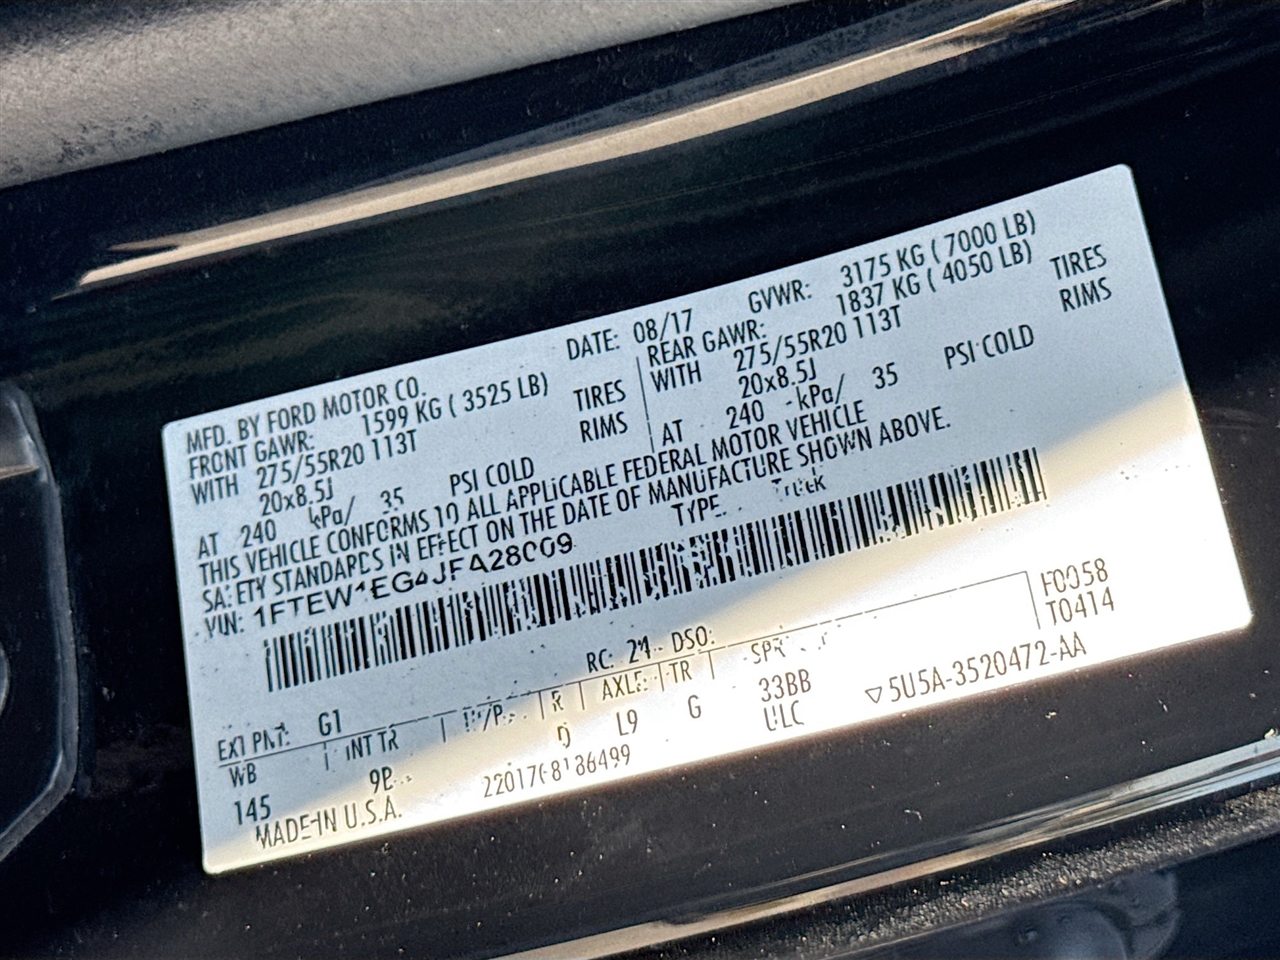 MFD. BY FORD MOTOR CO.
DATE: 08/17
GVWR: 3175 KG ( 7000 LB)
FRONT GAWR: 1599 KG ( 3525 LB)
REAR GAWR: 1837 KG ( 4050 LB)
WITH 275/55R20 113T TIRES
WITH 275/55R20 113T TIRES
20x8.5J RIMS
20x8.5J RIMS
AT 240 kPa/ 35 PSI COLD
AT 240 kPa/ 35 PSI COLD
THIS VEHICLE CONFORMS TO ALL APPLICABLE FEDERAL MOTOR VEHICLE
SAFETY STANDARDS IN EFFECT ON THE DATE OF MANUFACTURE SHOWN ABOVE.
VIN:
TYPE:
F0058
T0414
EXT PNT: G1 RC: DSO:
WB INT TR R AXLE TR SPR
145 L9 G 33BB
MADE IN U.S.A.
5U5A-3520472-AA